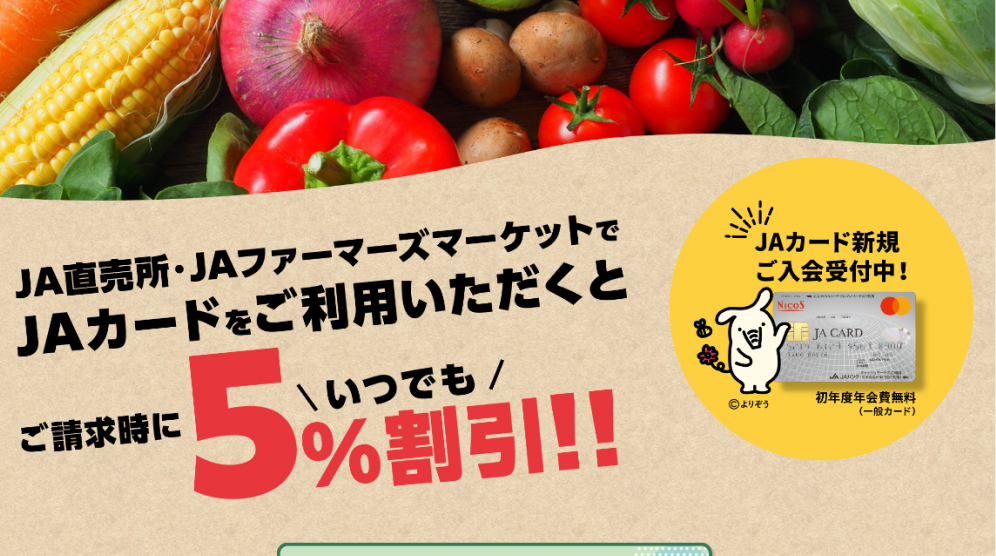 JA直売所・JAファーマーズマーケットで
JAカードをご利用いただくと
ご請求時に
いつでも
5%割引!!
JAカード新規
ご入会受付中!
NICOS
JA CARD
©よりぞう
初年度年会費無料
(一般カード)